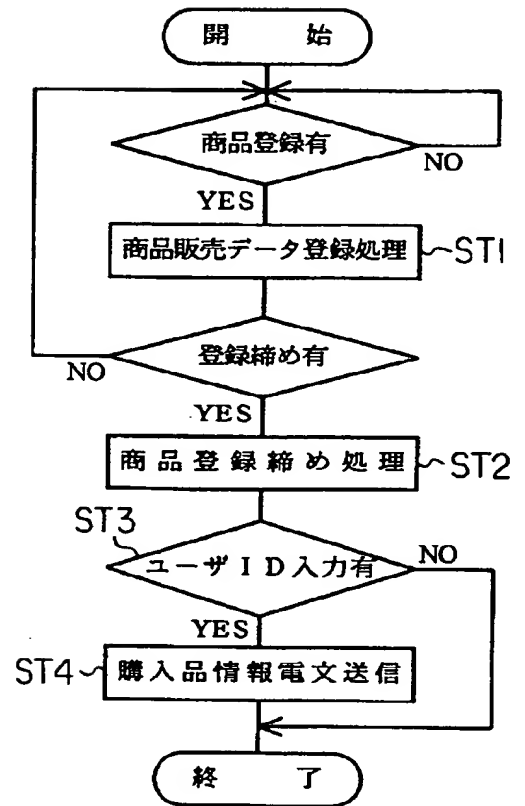 開始
商品登録有
NO
YES
商品販売データ登録処理
ST1
登録締め有
NO
YES
商品登録締め処理
ST2
ST3
ユーザID入力有
NO
YES
ST4
購入品情報電文送信
終了